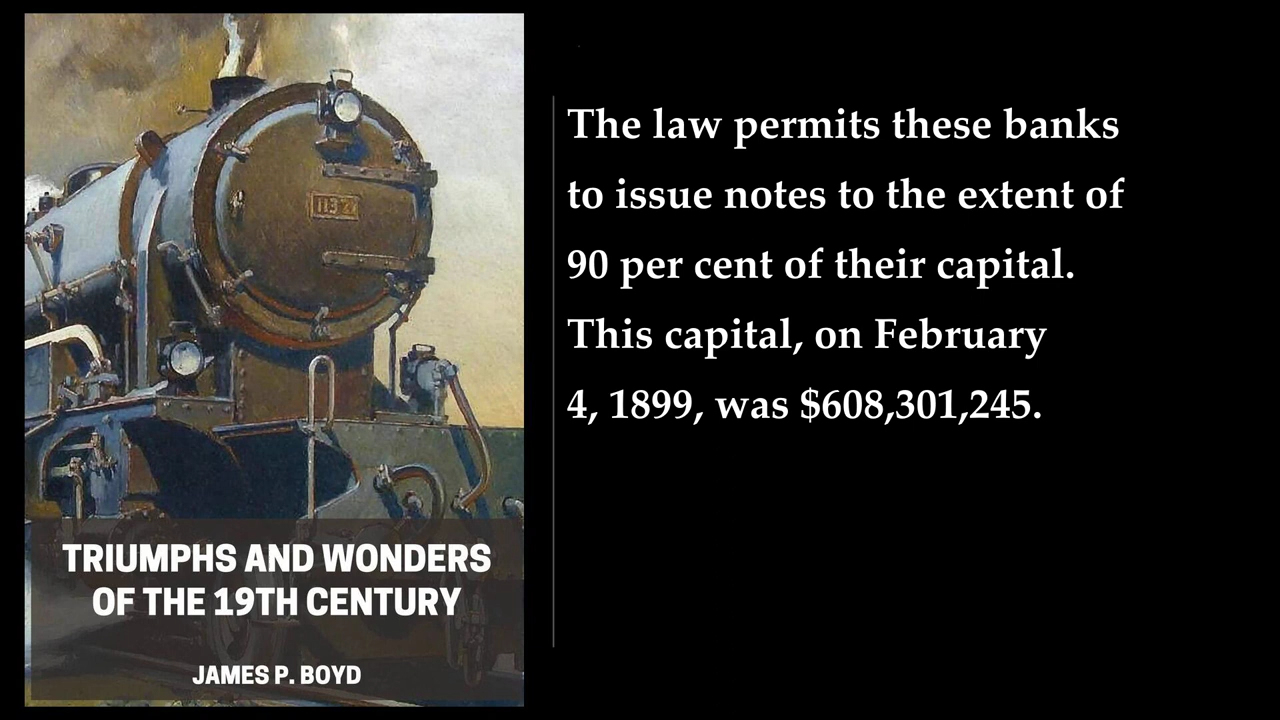 The law permits these banks
to issue notes to the extent of
90 per cent of their capital.
This capital, on February
4, 1899, was $608,301,245.
TRIUMPHS AND WONDERS
OF THE 19TH CENTURY
JAMES P. BOYD